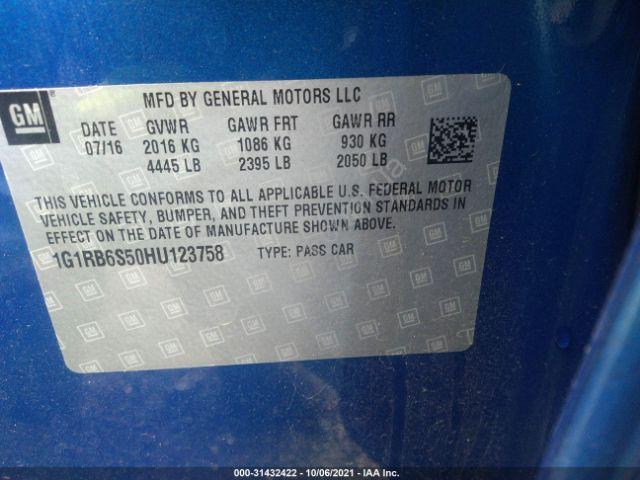 GM
MFD BY GENERAL MOTORS LLC
DATE GVWR GAWR FRT GAWR RR
07/16 2016 KG 1086 KG 930 KG
4445 LB 2395 LB 2050 LB
THIS VEHICLE CONFORMS TO ALL APPLICABLE U.S. FEDERAL MOTOR
VEHICLE SAFETY, BUMPER, AND THEFT PREVENTION STANDARDS IN
EFFECT ON THE DATE OF MANUFACTURE SHOWN ABOVE.
1G1RB6S50HU123758 TYPE: PASS CAR
000-31432422 - 10/06/2021 - IAA Inc.